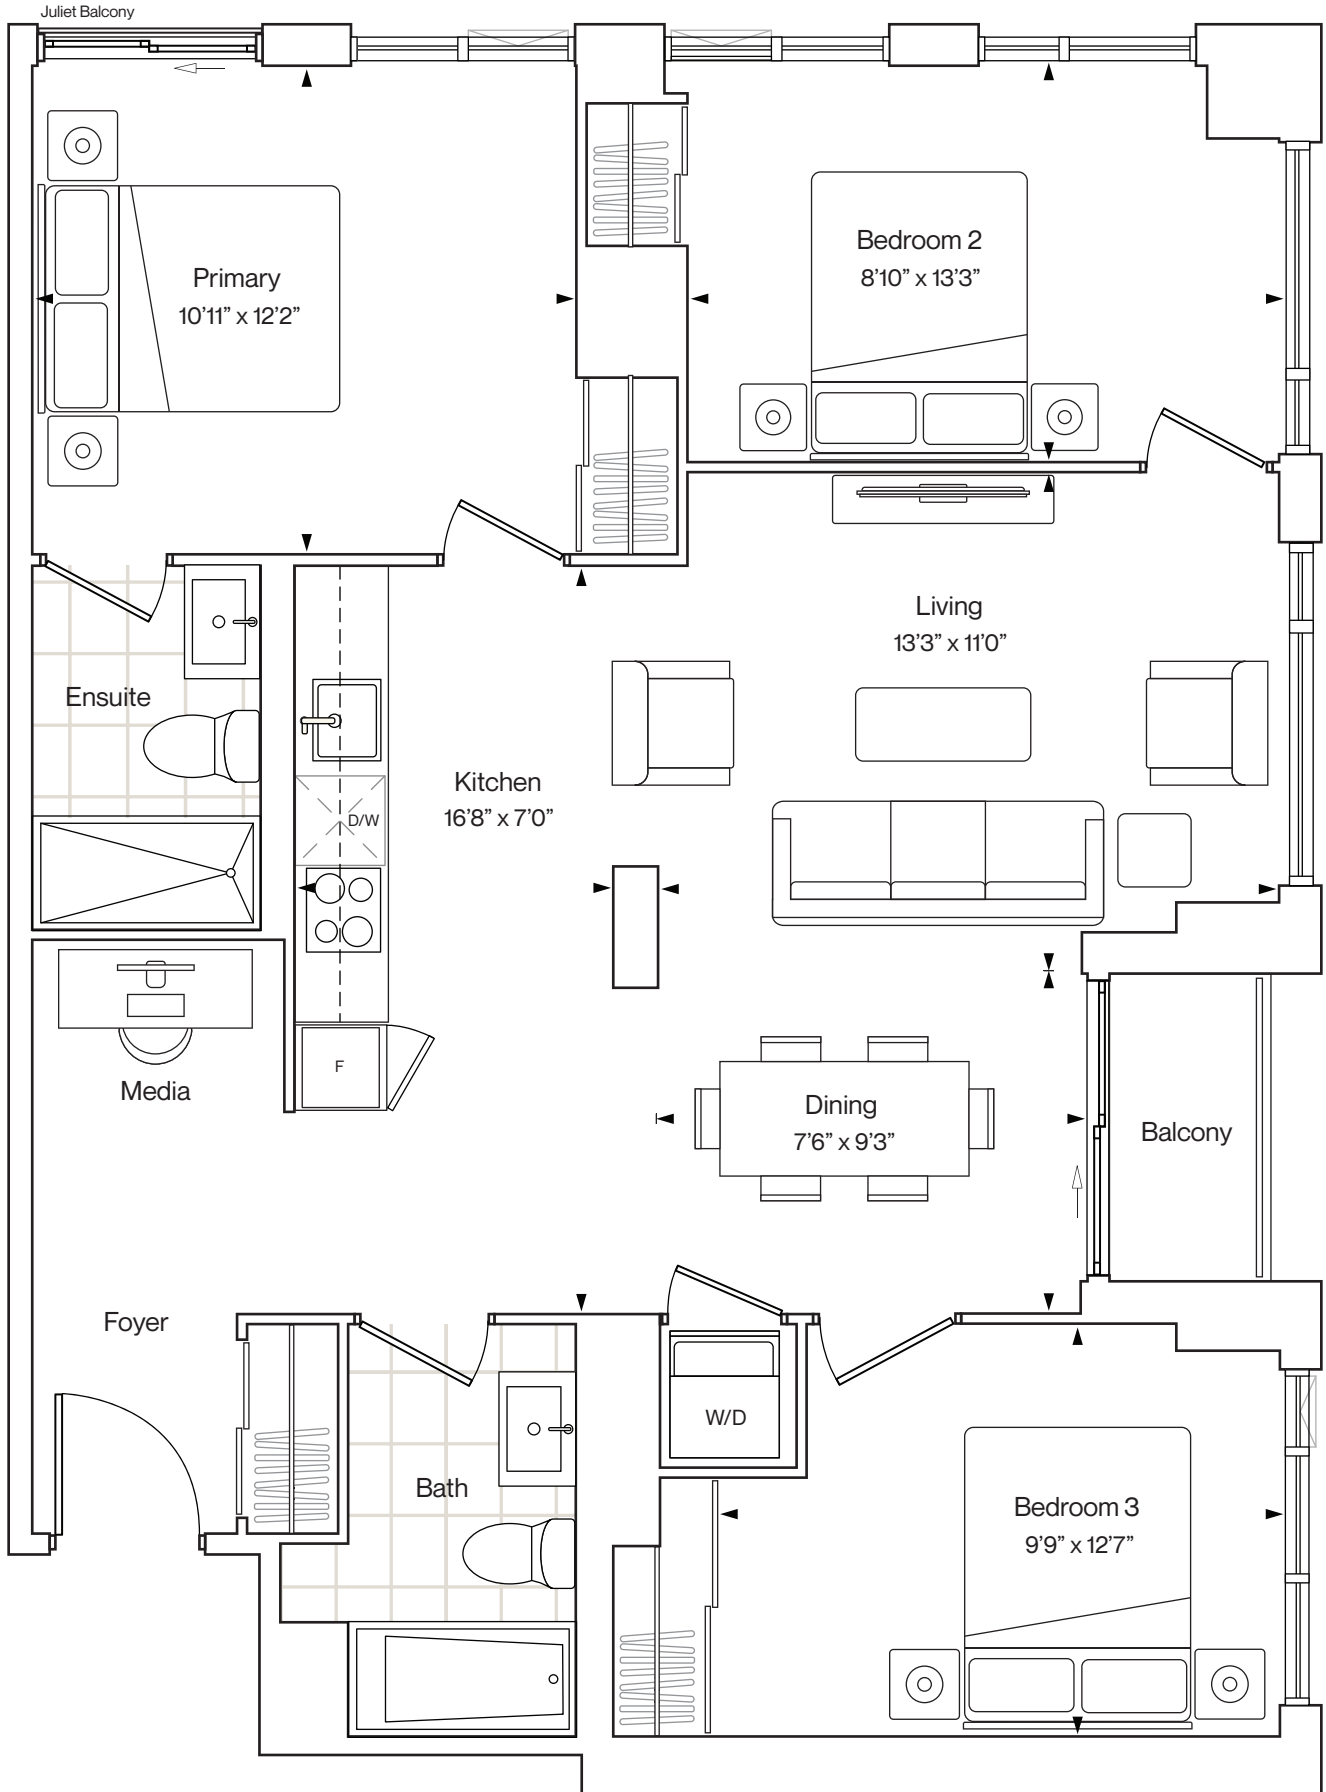 Juliet Balcony
Primary
10’11” x 12’2”
Bedroom 2
8’10” x 13’3”
Living
13’3” x 11’0”
Ensuite
Kitchen
16’8” x 7’0”
D/W
F
Media
Dining
7’6” x 9’3”
Balcony
Foyer
W/D
Bath
Bedroom 3
9’9” x 12’7”